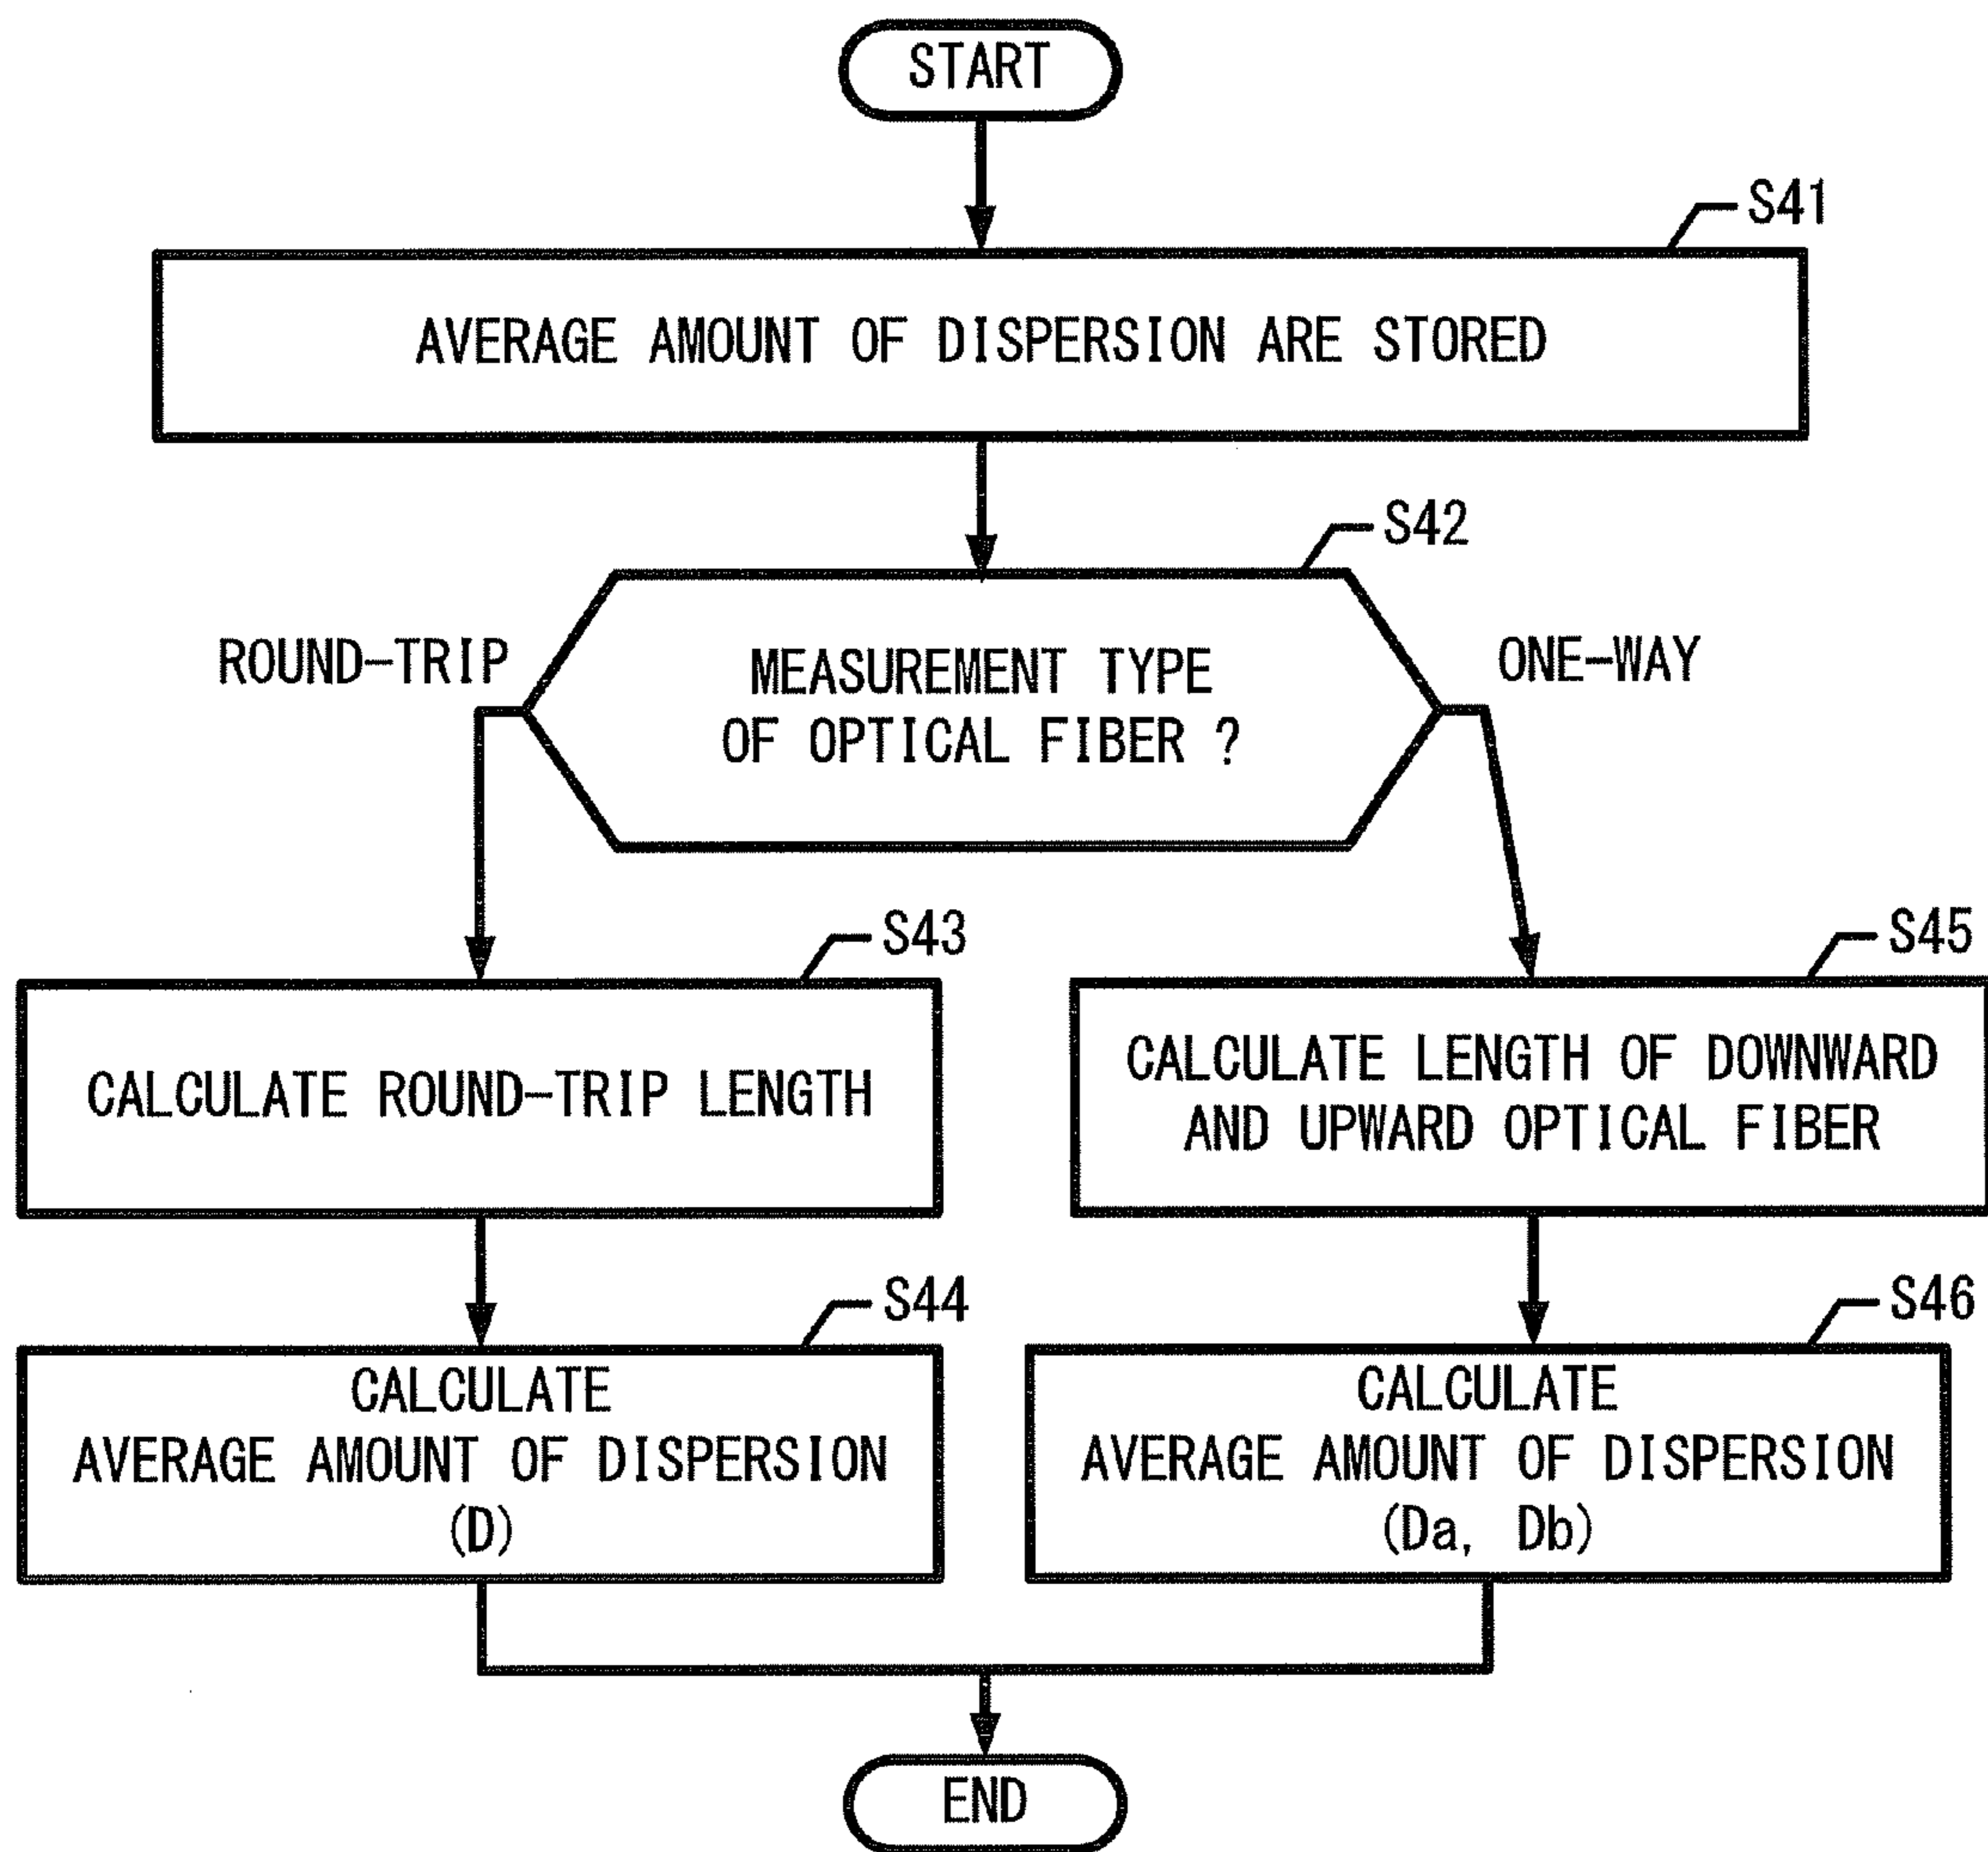 START
S41
AVERAGE AMOUNT OF DISPERSION ARE STORED
S42
ROUND-TRIP
MEASUREMENT TYPE
OF OPTICAL FIBER ?
ONE-WAY
S43
CALCULATE ROUND-TRIP LENGTH
S45
CALCULATE LENGTH OF DOWNWARD
AND UPWARD OPTICAL FIBER
S44
CALCULATE
AVERAGE AMOUNT OF DISPERSION
(D)
S46
CALCULATE
AVERAGE AMOUNT OF DISPERSION
(Da, Db)
END